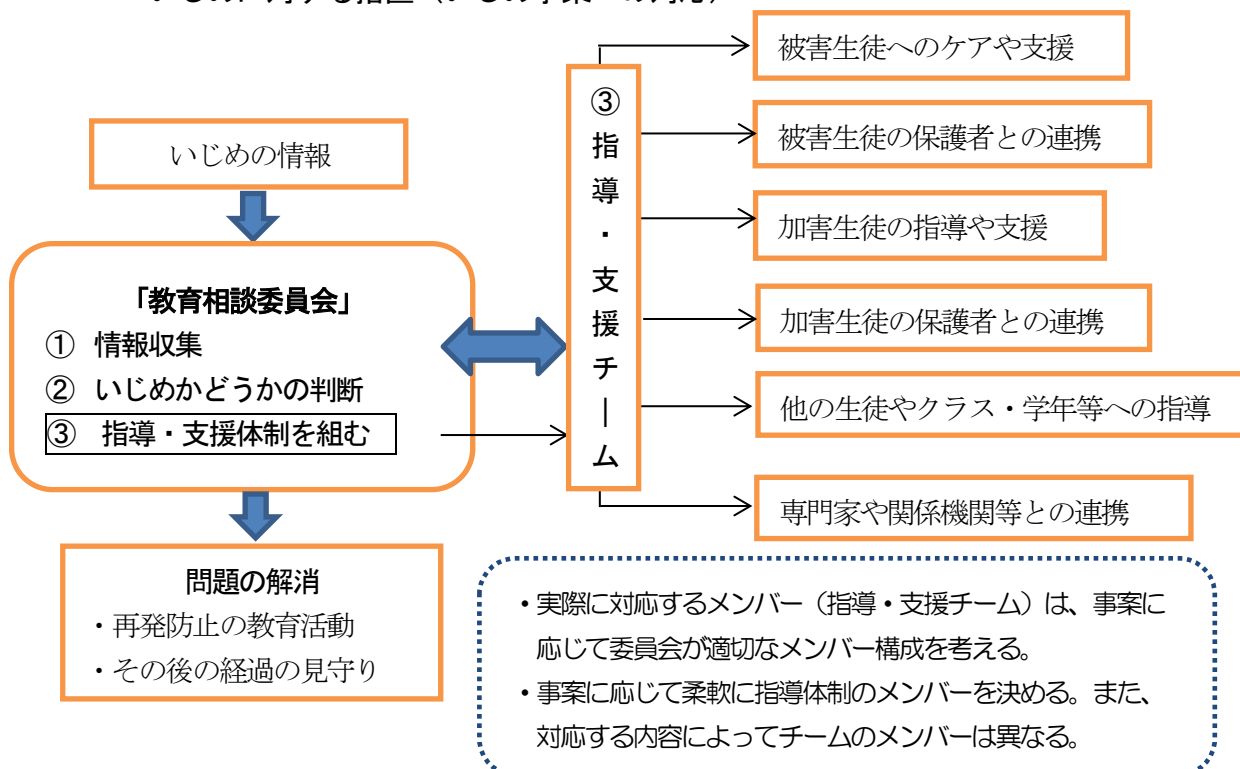 いじめの情報
「教育相談委員会」
① 情報収集
② いじめかどうかの判断
③ 指導・支援体制を組む
問題の解消
・再発防止の教育活動
・その後の経過の見守り
③指導・支援チーム
被害生徒へのケアや支援
被害生徒の保護者との連携
加害生徒の指導や支援
加害生徒の保護者との連携
他の生徒やクラス・学年等への指導
専門家や関係機関等との連携
・実際に対応するメンバー（指導・支援チーム）は、事案に
応じて委員会が適切なメンバー構成を考える。
・事案に応じて柔軟に指導体制のメンバーを決める。また、
対応する内容によってチームのメンバーは異なる。